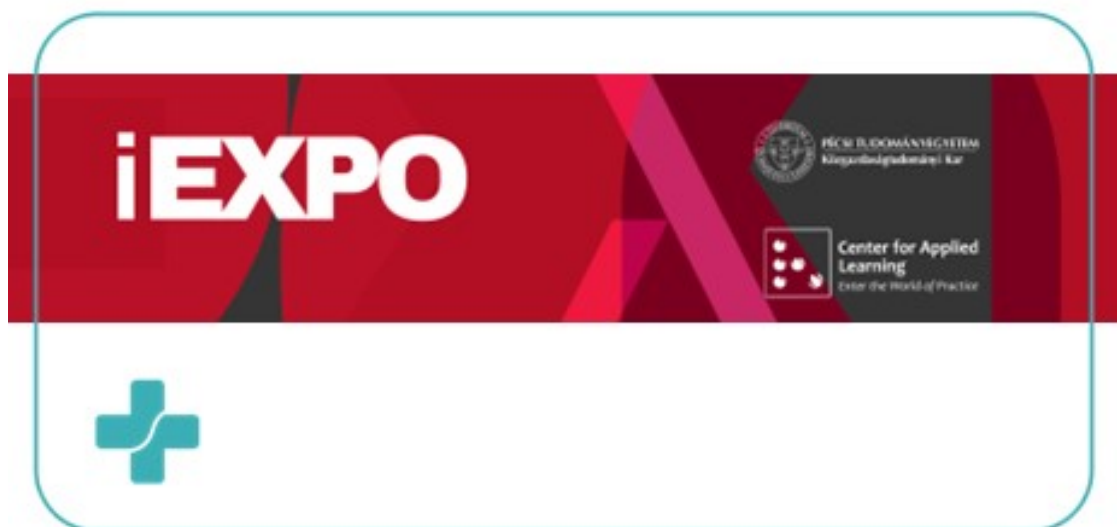 iEXPO
PÉCSI TUDOMÁNYEGYETEM
Közgazdaságtudományi Kar
Center for Applied
Learning
Enter the World of Practice